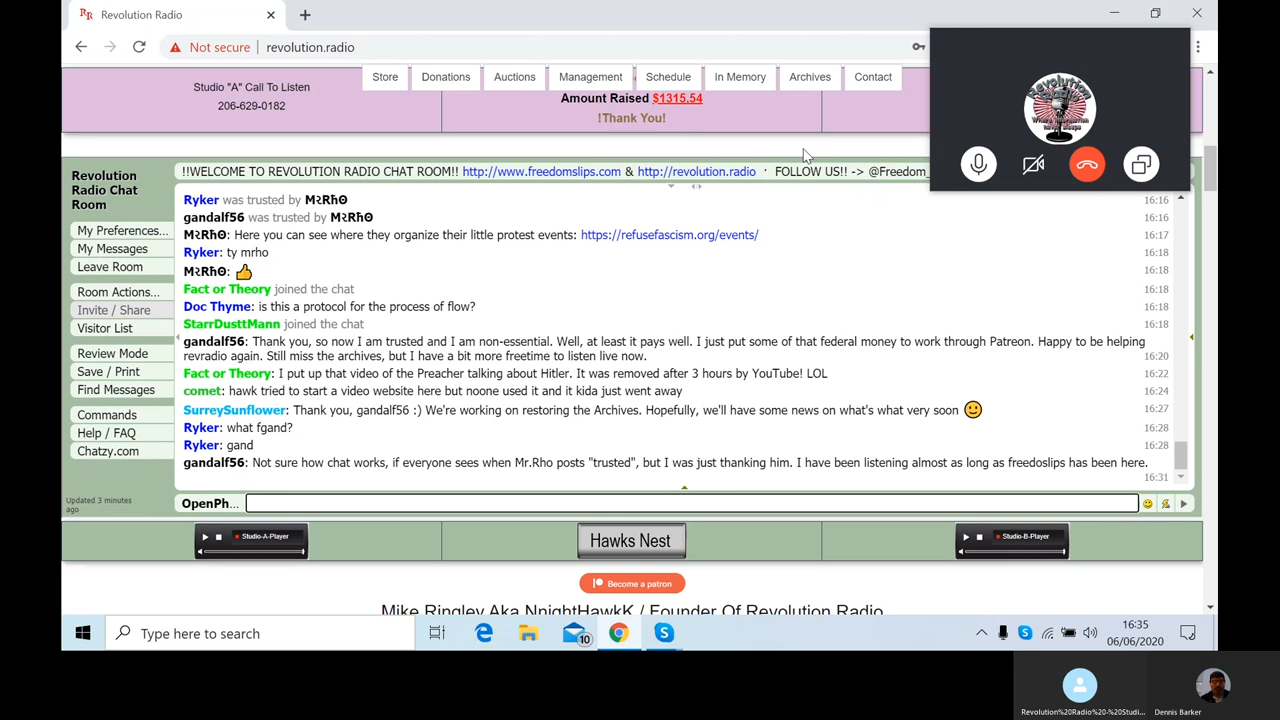 Revolution Radio
Not secure | revolution.radio
Store Donations Auctions Management Schedule In Memory Archives Contact
Studio "A" Call To Listen
206-629-0182
Amount Raised $1315.54
!Thank You!
Revolution Radio Chat Room
!!WELCOME TO REVOLUTION RADIO CHAT ROOM!! http://www.freedomslips.com & http://revolution.radio · FOLLOW US!! -> @Freedom_
My Preferences...
My Messages
Leave Room
Room Actions...
Invite / Share
Visitor List
Review Mode
Save / Print
Find Messages
Commands
Help / FAQ
Chatzy.com
Updated 3 minutes ago
Ryker was trusted by MՀRħΘ 16:16
gandalf56 was trusted by MՀRħΘ 16:16
MՀRħΘ: Here you can see where they organize their little protest events: https://refusefascism.org/events/ 16:17
Ryker: ty mrho 16:18
MՀRħΘ: 👍 16:18
Fact or Theory joined the chat 16:18
Doc Thyme: is this a protocol for the process of flow? 16:18
StarrDusttMann joined the chat 16:18
gandalf56: Thank you, so now I am trusted and I am non-essential. Well, at least it pays well. I just put some of that federal money to work through Patreon. Happy to be helping
revradio again. Still miss the archives, but I have a bit more freetime to listen live now. 16:20
Fact or Theory: I put up that video of the Preacher talking about Hitler. It was removed after 3 hours by YouTube! LOL 16:22
comet: hawk tried to start a video website here but noone used it and it kida just went away 16:24
SurreySunflower: Thank you, gandalf56 :) We're working on restoring the Archives. Hopefully, we'll have some news on what's what very soon 🙂 16:27
Ryker: what fgand? 16:28
Ryker: gand 16:28
gandalf56: Not sure how chat works, if everyone sees when Mr.Rho posts "trusted", but I was just thanking him. I have been listening almost as long as freedoslips has been here.
16:31
OpenPh...
Studio-A-Player
Hawks Nest
Studio-B-Player
Become a patron
Mike Ringley Aka NnightHawkK / Founder Of Revolution Radio
Type here to search
10
16:35
06/06/2020
Revolution%20Radio%20-%20Studi...
Dennis Barker